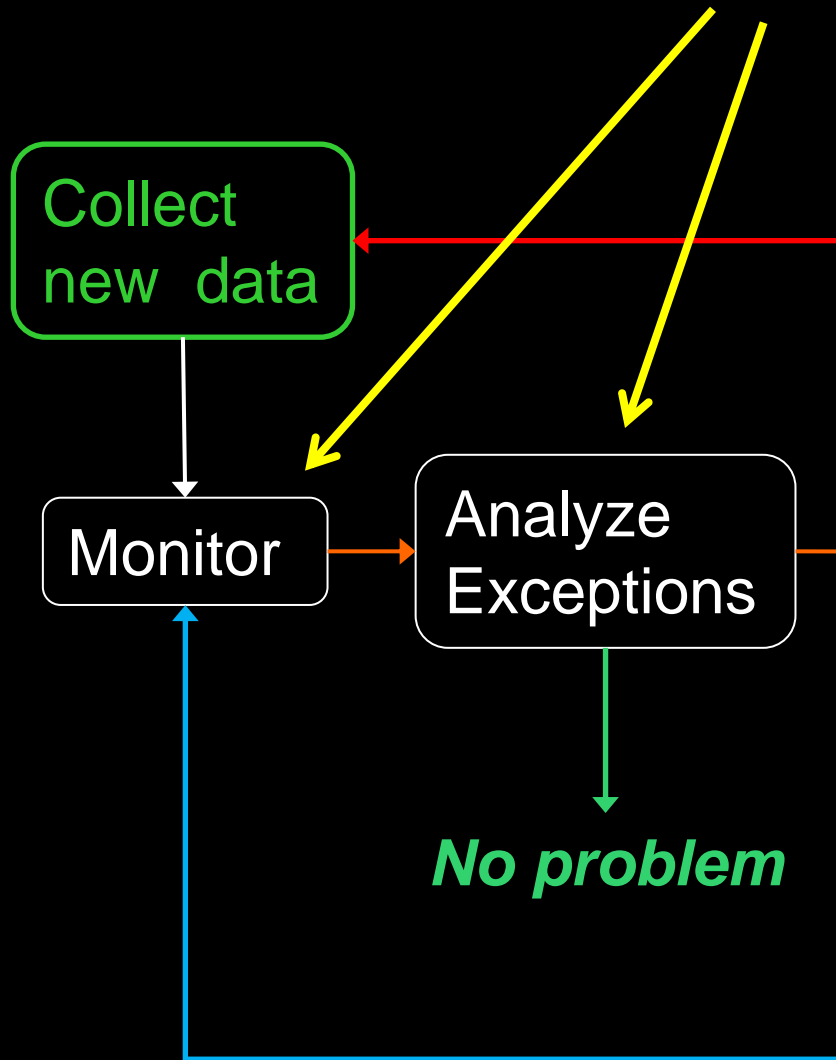 Collect
new data
Monitor
Analyze
Exceptions
No problem